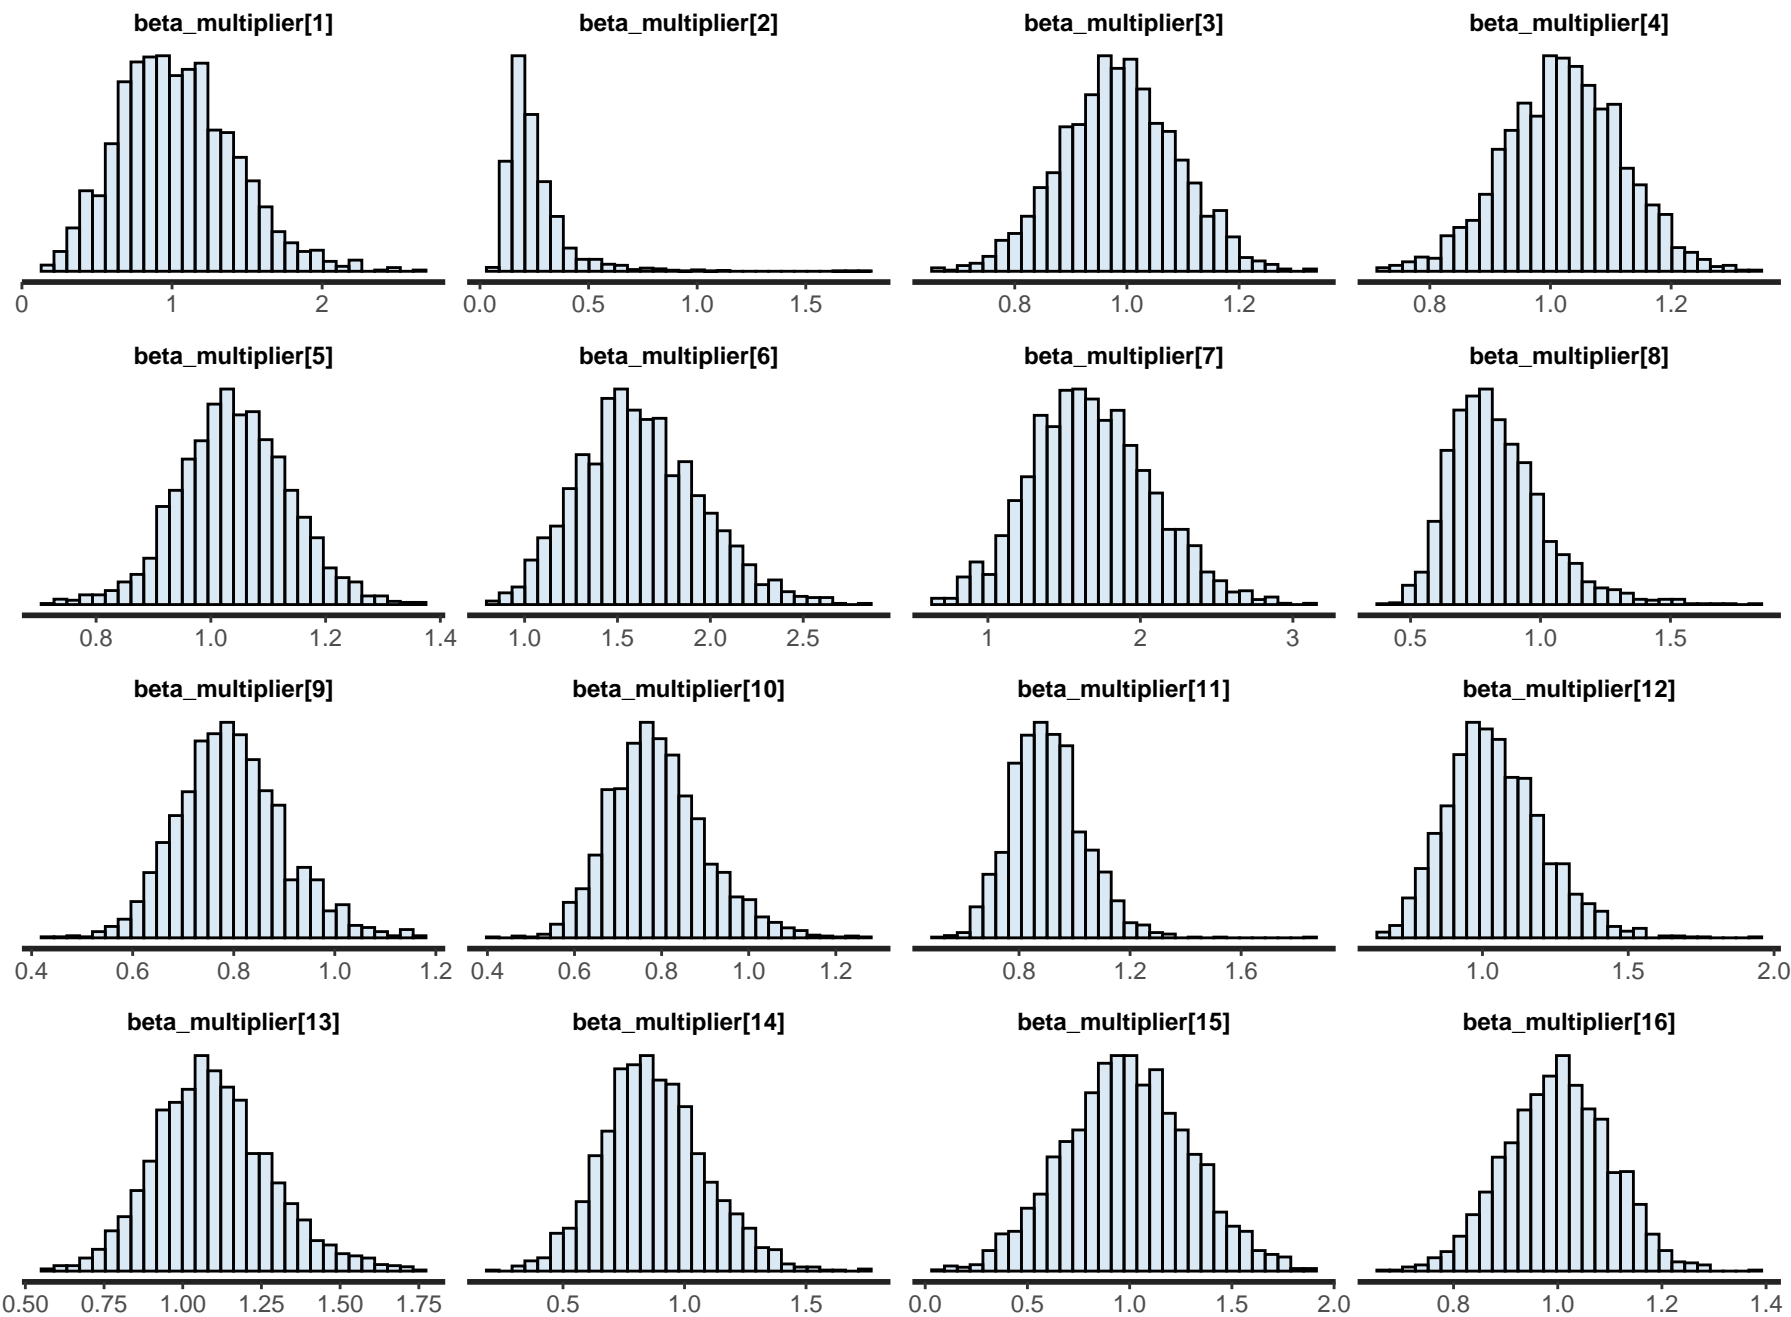 beta_multiplier[1] beta_multiplier[2] beta_multiplier[3] beta_multiplier[4]
0 1 2 0.0 0.5 1.0 1.5 0.8 1.0 1.2 0.8 1.0 1.2
beta_multiplier[5] beta_multiplier[6] beta_multiplier[7] beta_multiplier[8]
0.8 1.0 1.2 1.4 1.0 1.5 2.0 2.5 1 2 3 0.5 1.0 1.5
beta_multiplier[9] beta_multiplier[10] beta_multiplier[11] beta_multiplier[12]
0.4 0.6 0.8 1.0 1.2 0.4 0.6 0.8 1.0 1.2 0.8 1.2 1.6 1.0 1.5 2.0
beta_multiplier[13] beta_multiplier[14] beta_multiplier[15] beta_multiplier[16]
0.50 0.75 1.00 1.25 1.50 1.75 0.5 1.0 1.5 0.0 0.5 1.0 1.5 2.0 0.8 1.0 1.2 1.4